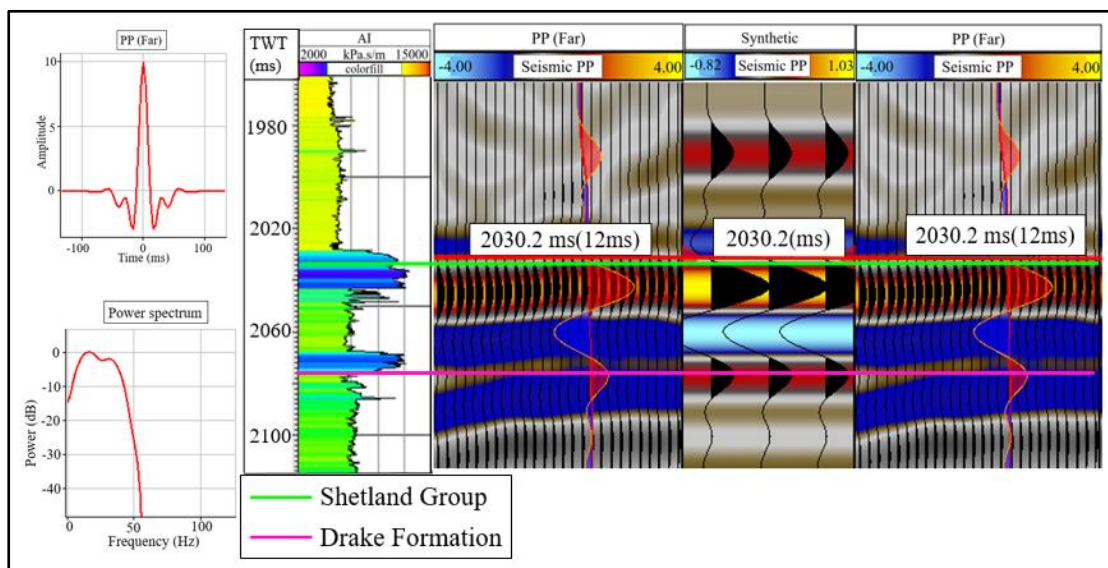 PP (Far)
10
5
0
Amplitude
-100
0
100
Time (ms)
Power spectrum
0
-10
-20
-30
-40
Power (dB)
0
50
100
Frequency (Hz)
TWT
(ms)
1980
2020
2060
2100
AI
2000 kPa.s/m 15000
colorfill
PP (Far)
-4.00 Seismic PP 4.00
2030.2 ms(12ms)
Synthetic
-0.82 Seismic PP 1.03
2030.2(ms)
PP (Far)
-4.00 Seismic PP 4.00
2030.2 ms(12ms)
Shetland Group
Drake Formation